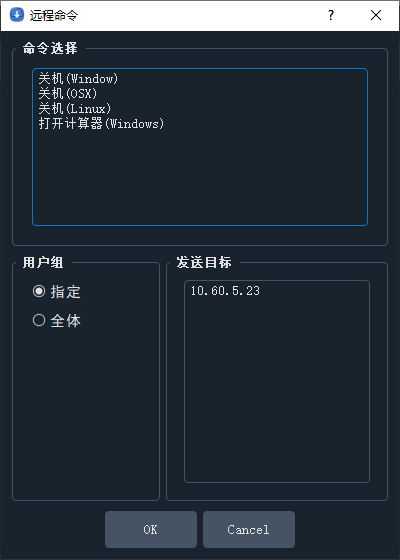 远程命令
?
命令选择
关机(Window)
关机(OSX)
关机(Linux)
打开计算器(Windows)
用户组
指定
全体
发送目标
10.60.5.23
OK
Cancel